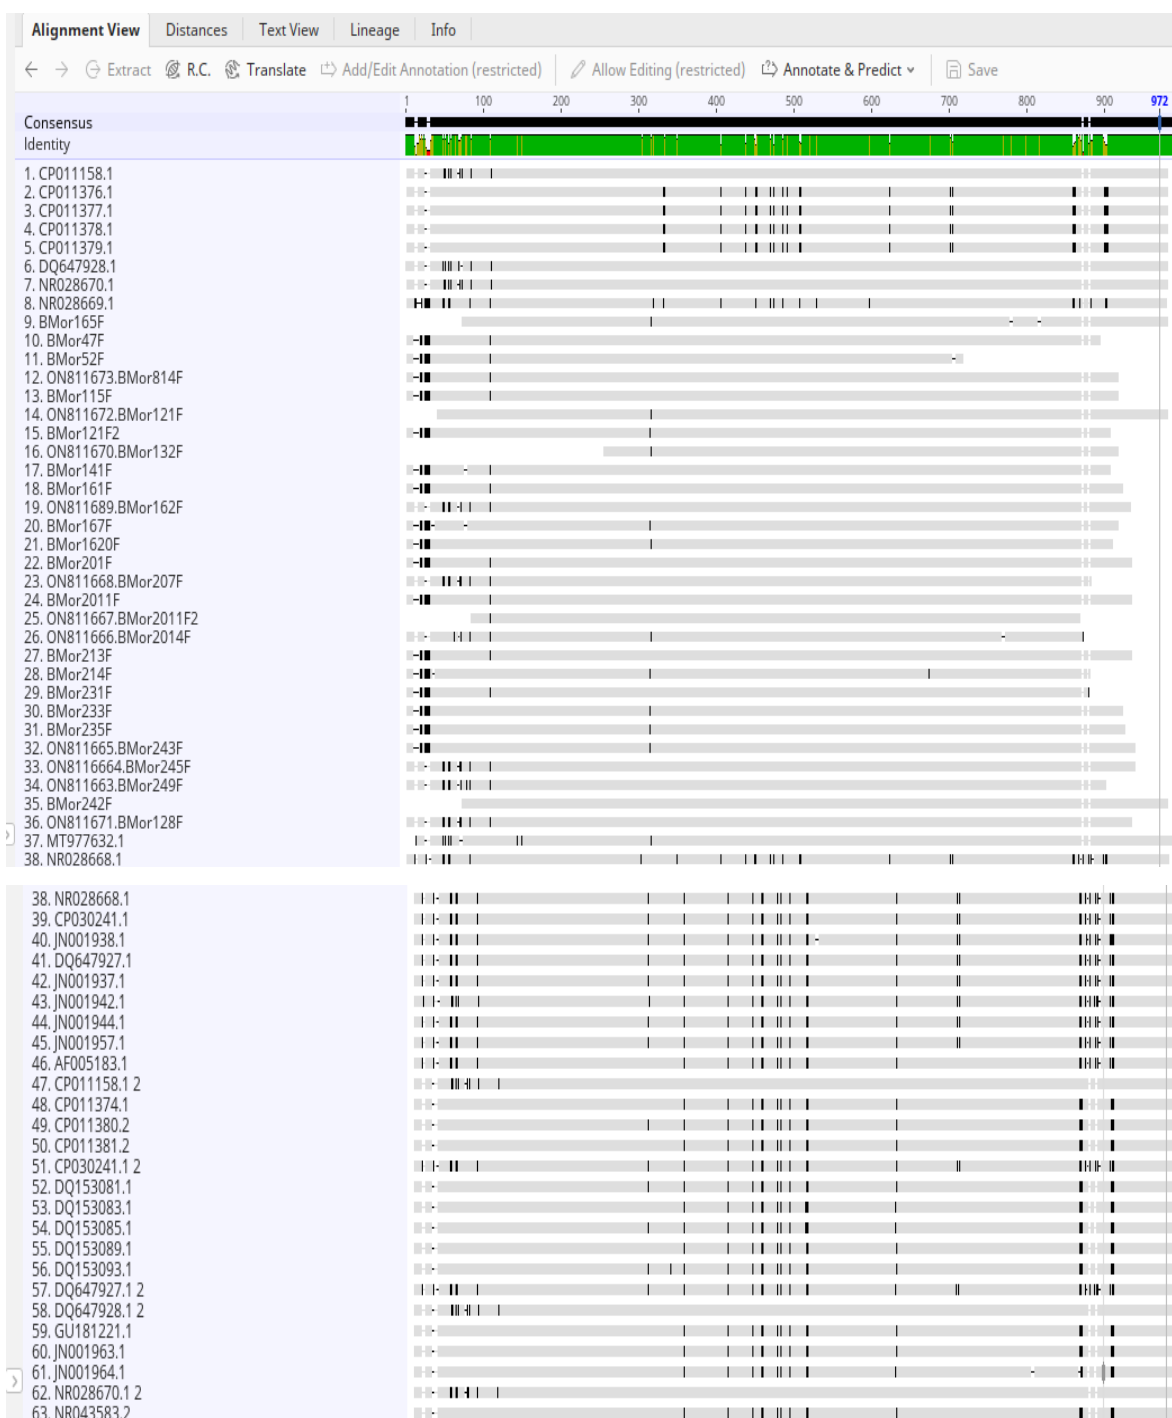 Alignment View Distances Text View Lineage Info
Extract R.C. Translate Add/Edit Annotation (restricted) Allow Editing (restricted) Annotate & Predict Save
1 100 200 300 400 500 600 700 800 900 972
Consensus
Identity
1. CP011158.1
2. CP011376.1
3. CP011377.1
4. CP011378.1
5. CP011379.1
6. DQ647928.1
7. NR028670.1
8. NR028669.1
9. BMor165F
10. BMor47F
11. BMor52F
12. ON811673.BMor814F
13. BMor115F
14. ON811672.BMor121F
15. BMor121F2
16. ON811670.BMor132F
17. BMor141F
18. BMor161F
19. ON811689.BMor162F
20. BMor167F
21. BMor1620F
22. BMor201F
23. ON811668.BMor207F
24. BMor2011F
25. ON811667.BMor2011F2
26. ON811666.BMor2014F
27. BMor213F
28. BMor214F
29. BMor231F
30. BMor233F
31. BMor235F
32. ON811665.BMor243F
33. ON8116664.BMor245F
34. ON811663.BMor249F
35. BMor242F
36. ON811671.BMor128F
37. MT977632.1
38. NR028668.1
38. NR028668.1
39. CP030241.1
40. JN001938.1
41. DQ647927.1
42. JN001937.1
43. JN001942.1
44. JN001944.1
45. JN001957.1
46. AF005183.1
47. CP011158.1 2
48. CP011374.1
49. CP011380.2
50. CP011381.2
51. CP030241.1 2
52. DQ153081.1
53. DQ153083.1
54. DQ153085.1
55. DQ153089.1
56. DQ153093.1
57. DQ647927.1 2
58. DQ647928.1 2
59. GU181221.1
60. JN001963.1
61. JN001964.1
62. NR028670.1 2
63. NR043583.2